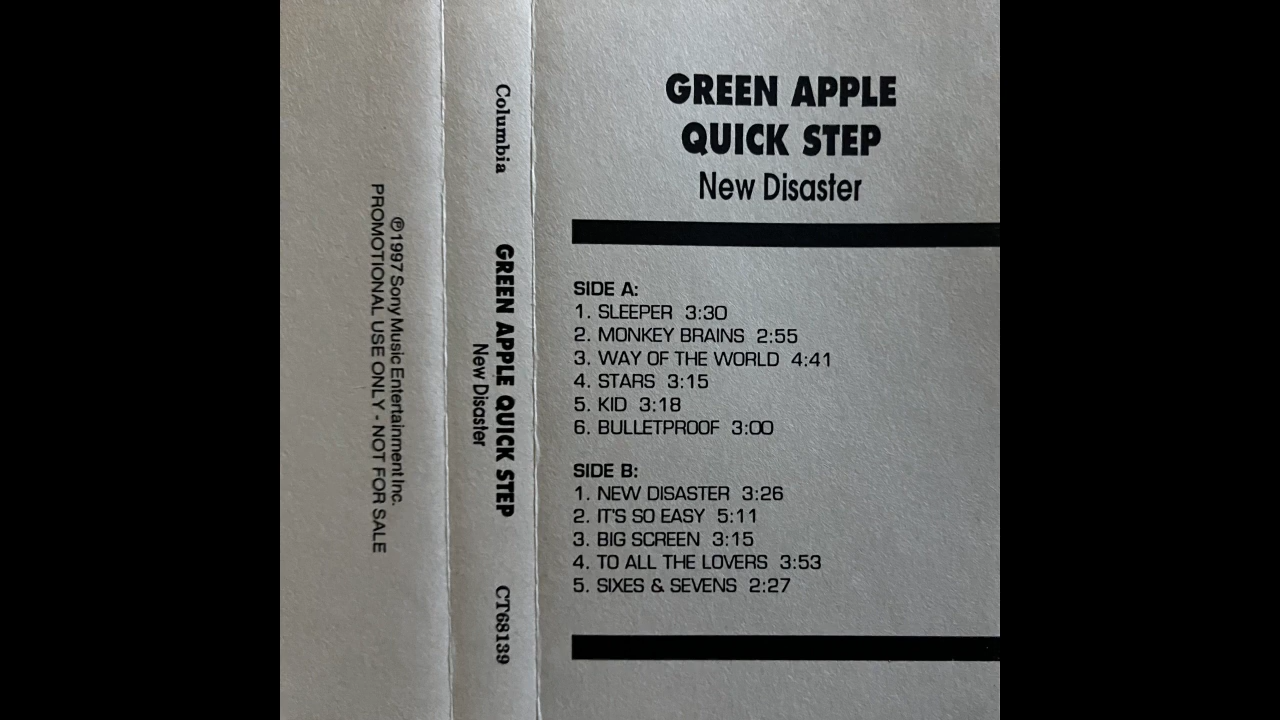 ℗1997 Sony Music Entertainment Inc.
PROMOTIONAL USE ONLY - NOT FOR SALE
Columbia
GREEN APPLE QUICK STEP
New Disaster
CT68139
GREEN APPLE
QUICK STEP
New Disaster
SIDE A:
1. SLEEPER 3:30
2. MONKEY BRAINS 2:55
3. WAY OF THE WORLD 4:41
4. STARS 3:15
5. KID 3:18
6. BULLETPROOF 3:00
SIDE B:
1. NEW DISASTER 3:26
2. IT'S SO EASY 5:11
3. BIG SCREEN 3:15
4. TO ALL THE LOVERS 3:53
5. SIXES & SEVENS 2:27